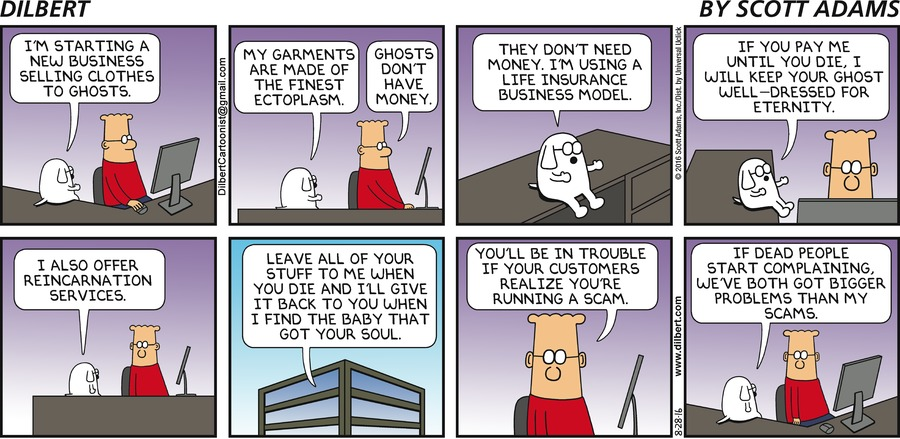 DILBERT
BY SCOTT ADAMS
I'M STARTING A
NEW BUSINESS
SELLING CLOTHES
TO GHOSTS.
DilbertCartoonist@gmail.com
MY GARMENTS
ARE MADE OF
THE FINEST
ECTOPLASM.
GHOSTS
DON'T
HAVE
MONEY.
THEY DON'T NEED
MONEY. I'M USING A
LIFE INSURANCE
BUSINESS MODEL.
© 2016 Scott Adams, Inc./Dist. by Universal Uclick
IF YOU PAY ME
UNTIL YOU DIE, I
WILL KEEP YOUR GHOST
WELL-DRESSED FOR
ETERNITY.
I ALSO OFFER
REINCARNATION
SERVICES.
LEAVE ALL OF YOUR
STUFF TO ME WHEN
YOU DIE AND I'LL GIVE
IT BACK TO YOU WHEN
I FIND THE BABY THAT
GOT YOUR SOUL.
YOU'LL BE IN TROUBLE
IF YOUR CUSTOMERS
REALIZE YOU'RE
RUNNING A SCAM.
8-28-16 www.dilbert.com
IF DEAD PEOPLE
START COMPLAINING,
WE'VE BOTH GOT BIGGER
PROBLEMS THAN MY
SCAMS.